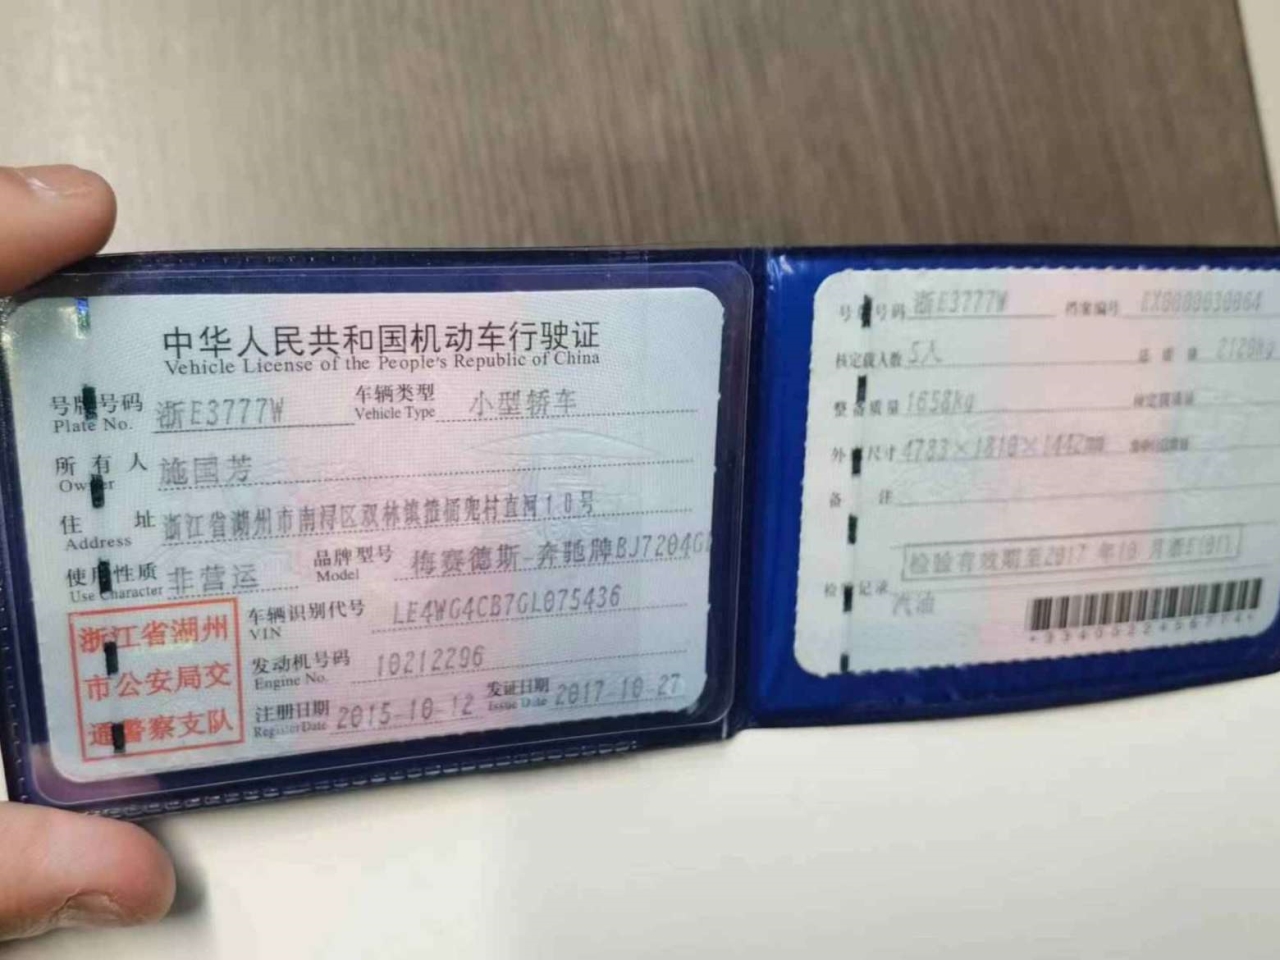 中华人民共和国机动车行驶证
Vehicle License of the People's Republic of China
号牌号码 浙E3777W 车辆类型 小型轿车
Plate No. Vehicle Type
所有人 施国芳
Owner
住址 浙江省湖州市南浔区双林镇 村直河10号
Address
使用性质 非营运 品牌型号 梅赛德斯-奔驰牌BJ7204G
Use Character Model
车辆识别代号 LE4WG4CB7GL075436
VIN
发动机号码 10212296
Engine No.
注册日期 2015-10-12 发证日期 2017-10-27
Register Date Issue Date
浙江省湖州
市公安局交
通警察支队
号牌号码 浙E3777W 档案编号
核定载人数 5人 总质量 2120kg
整备质量 1658kg 核定载质量
外廓尺寸 4783×1810×1442mm
备注
检验有效期至2017年10月浙E(01)
检验记录
汽油